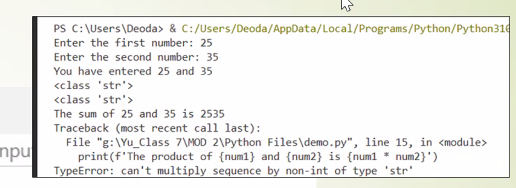 PS C:\Users\Deoda> & C:/Users/Deoda/AppData/Local/Programs/Python/Python310
Enter the first number: 25
Enter the second number: 35
You have entered 25 and 35
<class 'str'>
<class 'str'>
The sum of 25 and 35 is 2535
Traceback (most recent call last):
  File "g:\Yu_Class 7\MOD 2\Python Files\demo.py", line 15, in <module>
    print(f'The product of {num1} and {num2} is {num1 * num2}')
TypeError: can't multiply sequence by non-int of type 'str'
npu